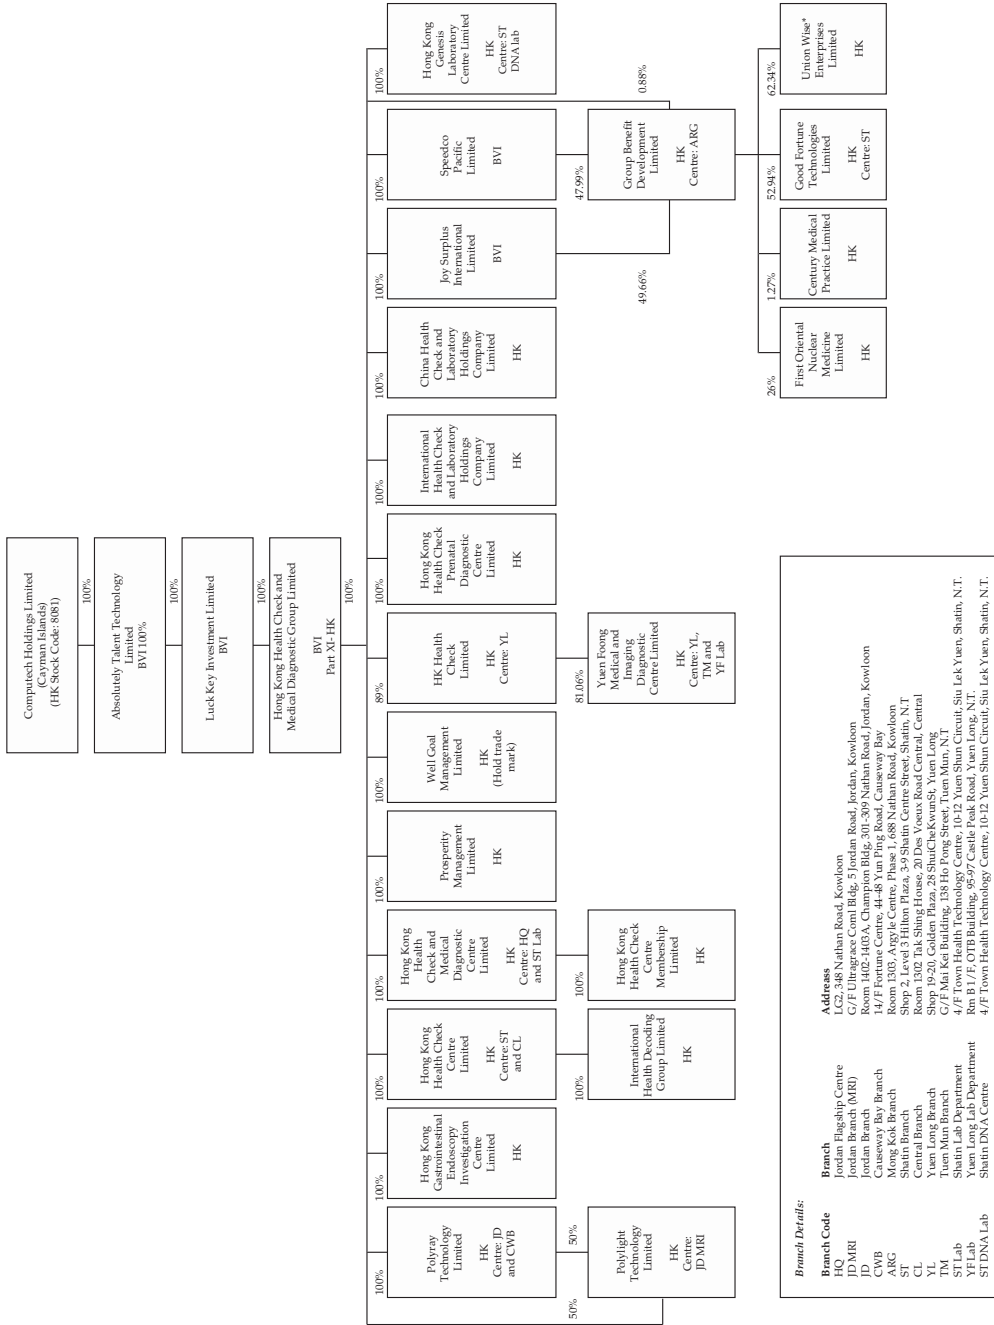 Computech Holdings Limited
(Cayman Islands)
(HK Stock Code: 8081)
100%
Absolutely Talent Technology
Limited
BVI 100%
100%
Luck Key Investment Limited
BVI
100%
Hong Kong Health Check and
Medical Diagnostic Group Limited
BVI
Part XI- HK
100%
100%
Polyray
Technology
Limited
HK
Centre: JD
and CWB
100%
Hong Kong
Gastrointestinal
Endoscopy
Investigation
Centre
Limited
HK
100%
Hong Kong
Health Check
Centre
Limited
HK
Centre: ST
and CL
100%
Hong Kong
Health
Check and
Medical
Diagnostic
Centre
Limited
HK
Centre: HQ
and ST Lab
100%
Prosperity
Management
Limited
HK
100%
Well Goal
Management
Limited
HK
(Hold trade
mark)
89%
HK Health
Check
Limited
HK
Centre: YL
100%
Hong Kong
Health Check
Prenatal
Diagnostic
Centre
Limited
HK
100%
International
Health Check
and Laboratory
Holdings
Company
Limited
HK
100%
China Health
Check and
Laboratory
Holdings
Company
Limited
HK
100%
Joy Surplus
International
Limited
BVI
100%
Speedco
Pacific
Limited
BVI
100%
Hong Kong
Genesis
Laboratory
Centre Limited
HK
Centre: ST
DNA lab
50%
50%
Polylight
Technology
Limited
HK
Centre:
JD MRI
100%
International
Health Decoding
Group Limited
HK
100%
Hong Kong
Health Check
Centre
Membership
Limited
HK
81.06%
Yuen Foong
Medical and
Imaging
Diagnostic
Centre Limited
HK
Centre: YL,
TM and
YF Lab
49.66%
47.99%
0.88%
Group Benefit
Development
Limited
HK
Centre: ARG
26%
First Oriental
Nuclear
Medicine
Limited
HK
1.27%
Century Medical
Practice Limited
HK
52.94%
Good Fortune
Technologies
Limited
HK
Centre: ST
62.34%
Union Wise*
Enterprises
Limited
HK
Branch Details:
Branch Code Branch Addreass
HQ Jordan Flagship Centre LG2, 348 Nathan Road, Kowloon
JD MRI Jordan Branch (MRI) G/F Ultragrace Coml Bldg, 5 Jordan Road, Jordan, Kowloon
JD Jordan Branch Room 1402-1403A, Champion Bldg, 301-309 Nathan Road, Jordan, Kowloon
CWB Causeway Bay Branch 14/F Fortune Centre, 44-48 Yun Ping Road, Causeway Bay
ARG Mong Kok Branch Room 1303, Argyle Centre, Phase 1, 688 Nathan Road, Kowloon
ST Shatin Branch Shop 2, Level 3 Hilton Plaza, 3-9 Shatin Centre Street, Shatin, N.T
CL Central Branch Room 1302 Tak Shing House, 20 Des Voeux Road Central, Central
YL Yuen Long Branch Shop 19-20, Golden Plaza, 28 ShuiCheKwunSt, Yuen Long
TM Tuen Mun Branch G/F Mai Kei Building, 138 Ho Pong Street, Tuen Mun, N.T
ST Lab Shatin Lab Department 4/F Town Health Technology Centre, 10-12 Yuen Shun Circuit, Siu Lek Yuen, Shatin, N.T.
YF Lab Yuen Long Lab Department Rm B 1/F, OTB Building, 95-97 Castle Peak Road, Yuen Long, N.T.
ST DNA Lab Shatin DNA Centre 4/F Town Health Technology Centre, 10-12 Yuen Shun Circuit, Siu Lek Yuen, Shatin, N.T.